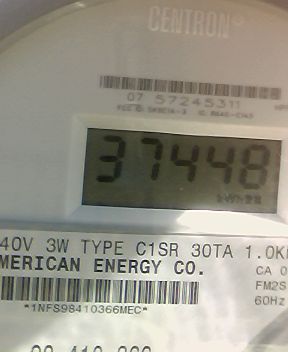 CENTRON®
07 57245311
37448
kWh
40V 3W TYPE C1SR 30TA 1.0K
MERICAN ENERGY CO.
CA 0
FM2S
60Hz
*1NFS98410366MEC*